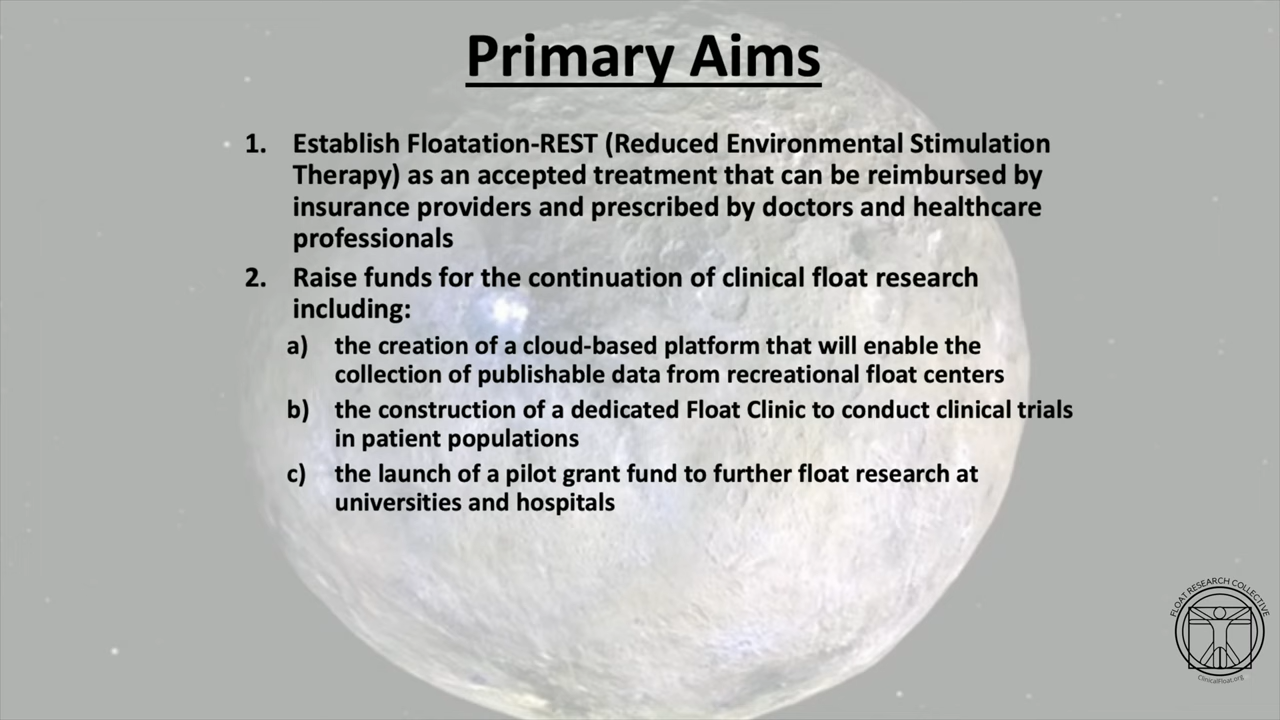 Primary Aims
1. Establish Floatation-REST (Reduced Environmental Stimulation
Therapy) as an accepted treatment that can be reimbursed by
insurance providers and prescribed by doctors and healthcare
professionals
2. Raise funds for the continuation of clinical float research
including:
a) the creation of a cloud-based platform that will enable the
collection of publishable data from recreational float centers
b) the construction of a dedicated Float Clinic to conduct clinical trials
in patient populations
c) the launch of a pilot grant fund to further float research at
universities and hospitals
FLOAT RESEARCH COLLECTIVE
ClinicalFloat.org